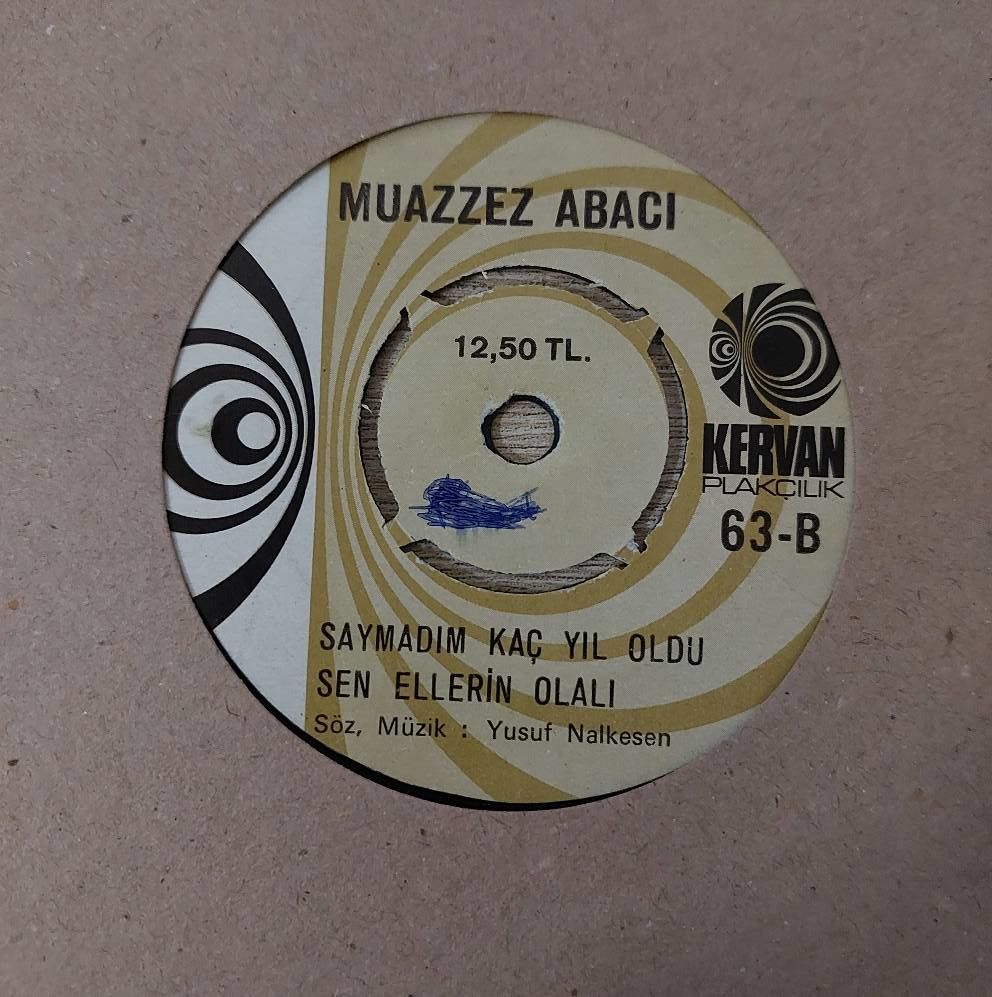 MUAZZEZ ABACI
12,50 TL.
KERVAN
PLAKÇILIK
63-B
SAYMADIM KAÇ YIL OLDU
SEN ELLERİN OLALI
Söz, Müzik : Yusuf Nalkesen